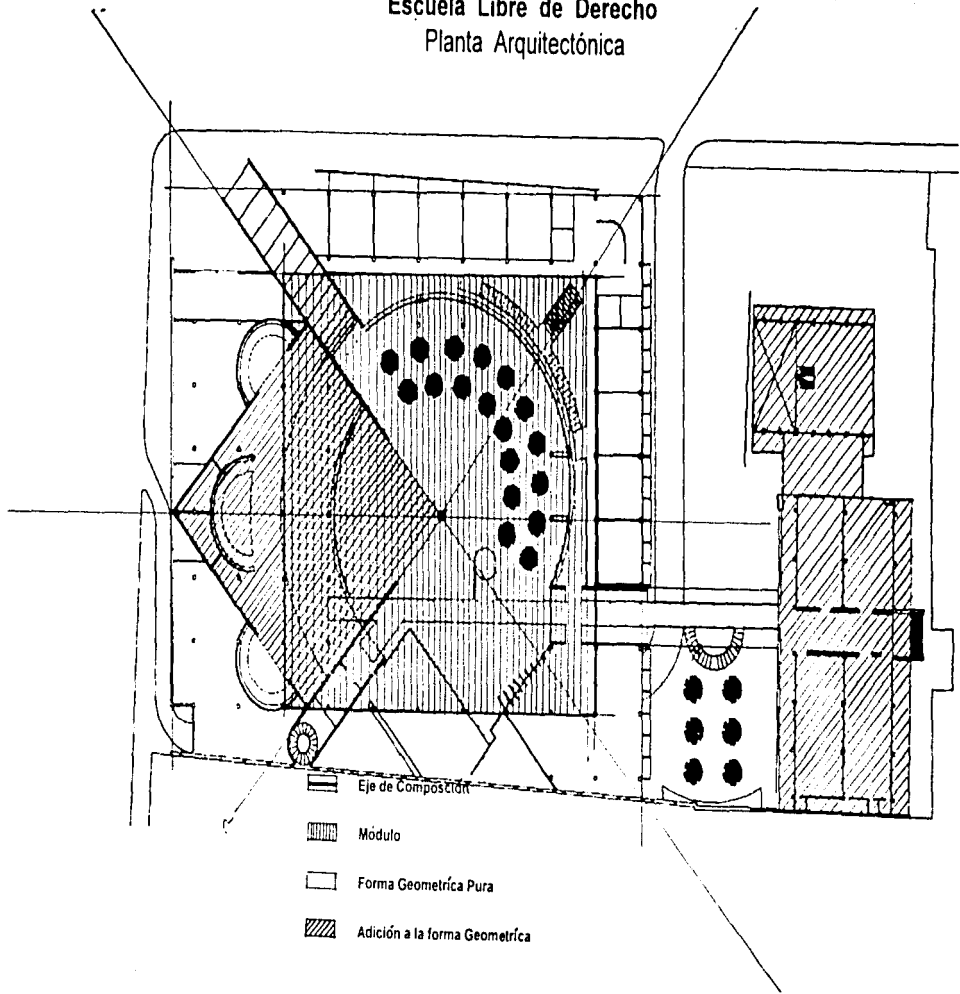 Escuela Libre de Derecho
Planta Arquitectónica
Eje de Composción
Módulo
Forma Geometríca Pura
Adición a la forma Geometríca